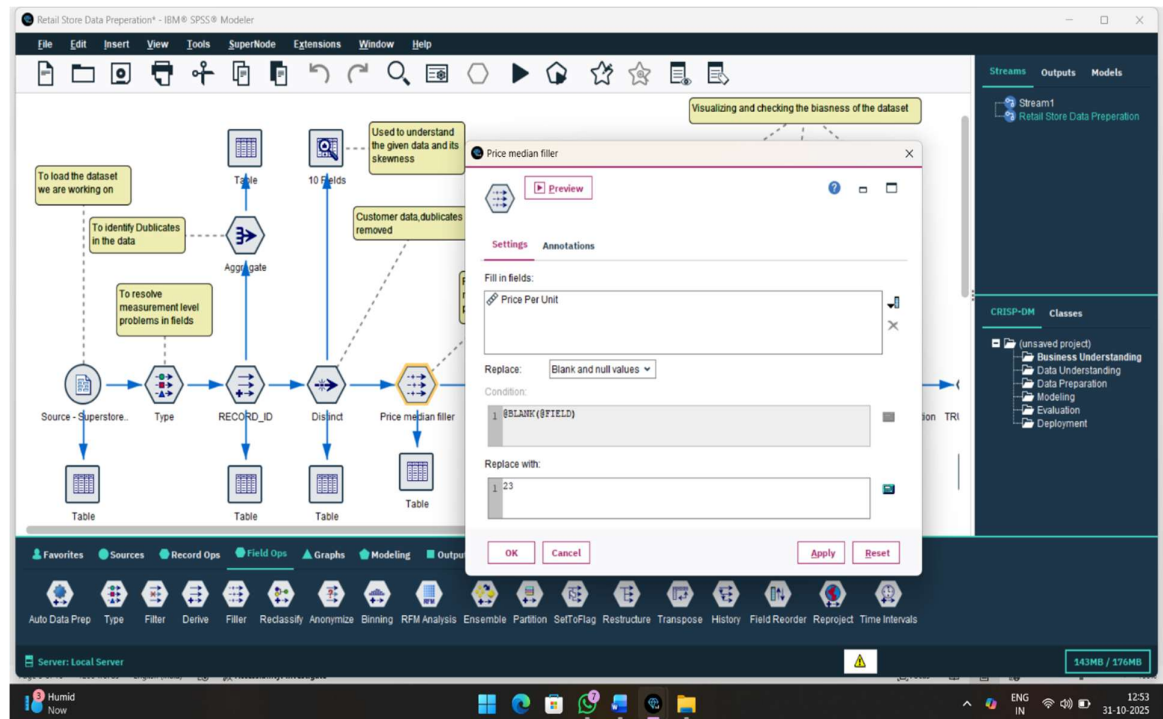 Retail Store Data Preperation* - IBM® SPSS® Modeler
File Edit Insert View Tools SuperNode Extensions Window Help
Streams Outputs Models
Stream1
Retail Store Data Preperation
Visualizing and checking the biasness of the dataset
Used to understand
the given data and its
skewness
To load the dataset
we are working on
Table
10 Fields
To identify Dublicates
in the data
Customer data,dublicates
removed
Aggregate
To resolve
measurement level
problems in fields
Source - Superstore..
Type
RECORD_ID
Distinct
Price median filler
Table
Table
Table
Table
Price median filler
Preview
Settings Annotations
Fill in fields:
Price Per Unit
Replace: Blank and null values
Condition:
1 @BLANK(@FIELD)
Replace with:
1 23
OK Cancel Apply Reset
CRISP-DM Classes
(unsaved project)
Business Understanding
Data Understanding
Data Preparation
Modeling
Evaluation
Deployment
Favorites Sources Record Ops Field Ops Graphs Modeling
Auto Data Prep Type Filter Derive Filler Reclassify Anonymize Binning RFM Analysis Ensemble Partition SetToFlag Restructure Transpose History Field Reorder Reproject Time Intervals
Server: Local Server
143MB / 176MB
3 Humid
Now
7
ENG
IN
12:53
31-10-2025